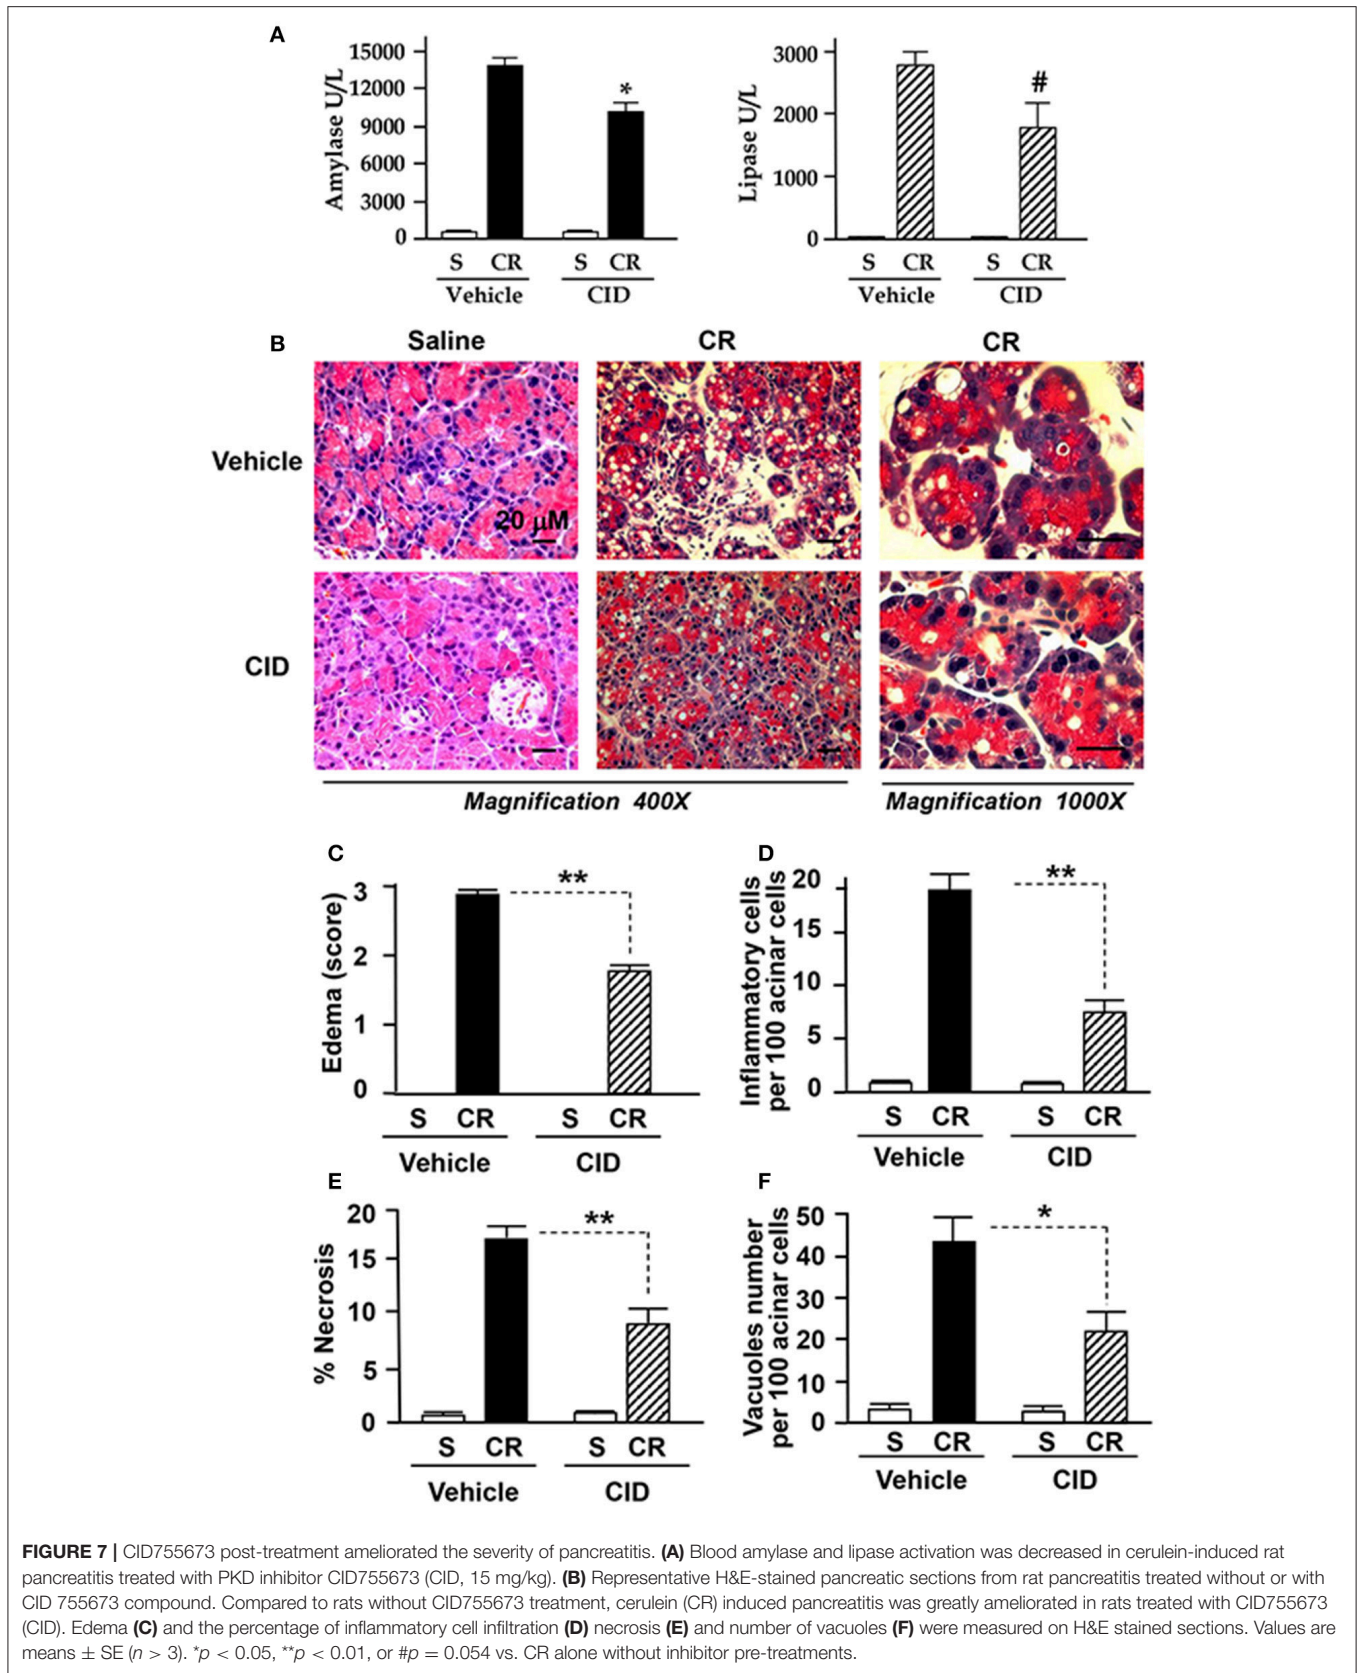 A
15000
12000
9000
6000
3000
0
Amylase U/L
*
S CR S CR
Vehicle CID
3000
2000
1000
0
Lipase U/L
#
S CR S CR
Vehicle CID
B
Saline CR CR
Vehicle
20 µM
CID
Magnification 400X Magnification 1000X
C
3
2
1
0
Edema (score)
**
S CR S CR
Vehicle CID
D
20
15
10
5
0
Inflammatory cells
per 100 acinar cells
**
S CR S CR
Vehicle CID
E
20
15
10
5
0
% Necrosis
**
S CR S CR
Vehicle CID
F
50
40
30
20
10
0
Vacuoles number
per 100 acinar cells
*
S CR S CR
Vehicle CID
FIGURE 7 | CID755673 post-treatment ameliorated the severity of pancreatitis. (A) Blood amylase and lipase activation was decreased in cerulein-induced rat
pancreatitis treated with PKD inhibitor CID755673 (CID, 15 mg/kg). (B) Representative H&E-stained pancreatic sections from rat pancreatitis treated without or with
CID 755673 compound. Compared to rats without CID755673 treatment, cerulein (CR) induced pancreatitis was greatly ameliorated in rats treated with CID755673
(CID). Edema (C) and the percentage of inflammatory cell infiltration (D) necrosis (E) and number of vacuoles (F) were measured on H&E stained sections. Values are
means ± SE (n > 3). *p < 0.05, **p < 0.01, or #p = 0.054 vs. CR alone without inhibitor pre-treatments.